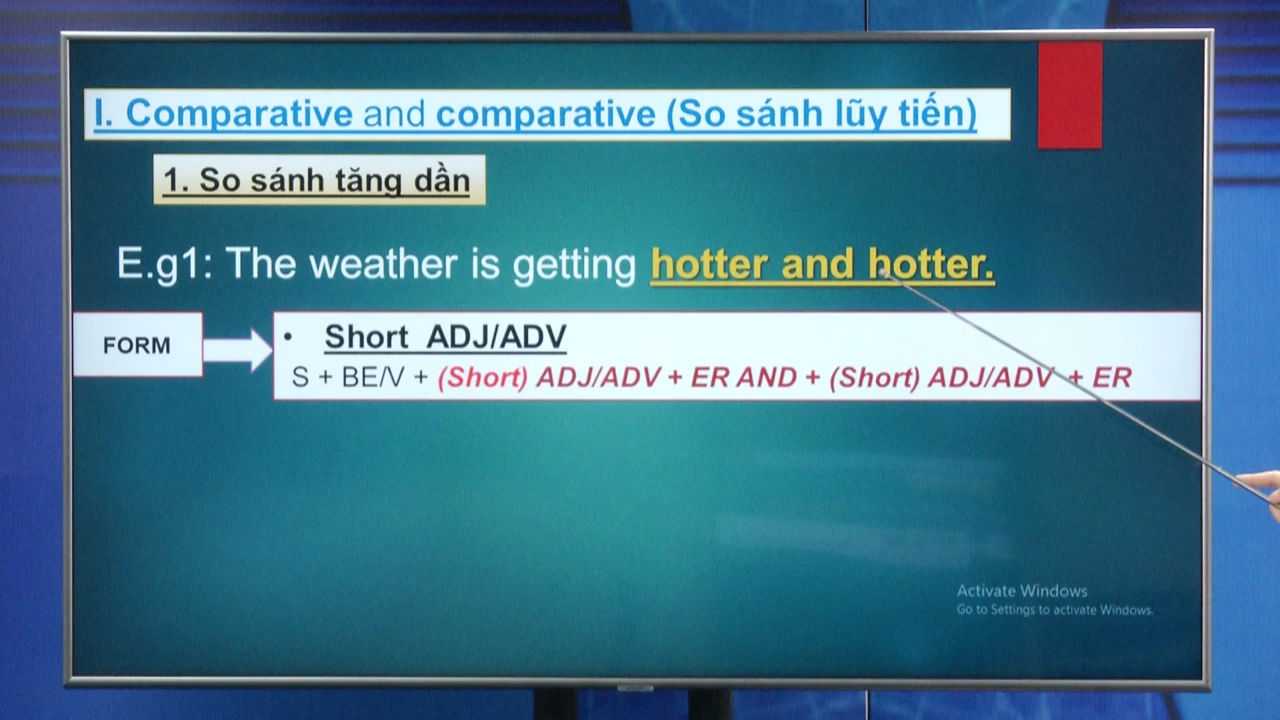 I. Comparative and comparative (So sánh lũy tiến)
1. So sánh tăng dần
E.g1: The weather is getting hotter and hotter.
FORM
• Short ADJ/ADV
S + BE/V + (Short) ADJ/ADV + ER AND + (Short) ADJ/ADV + ER
Activate Windows
Go to Settings to activate Windows.